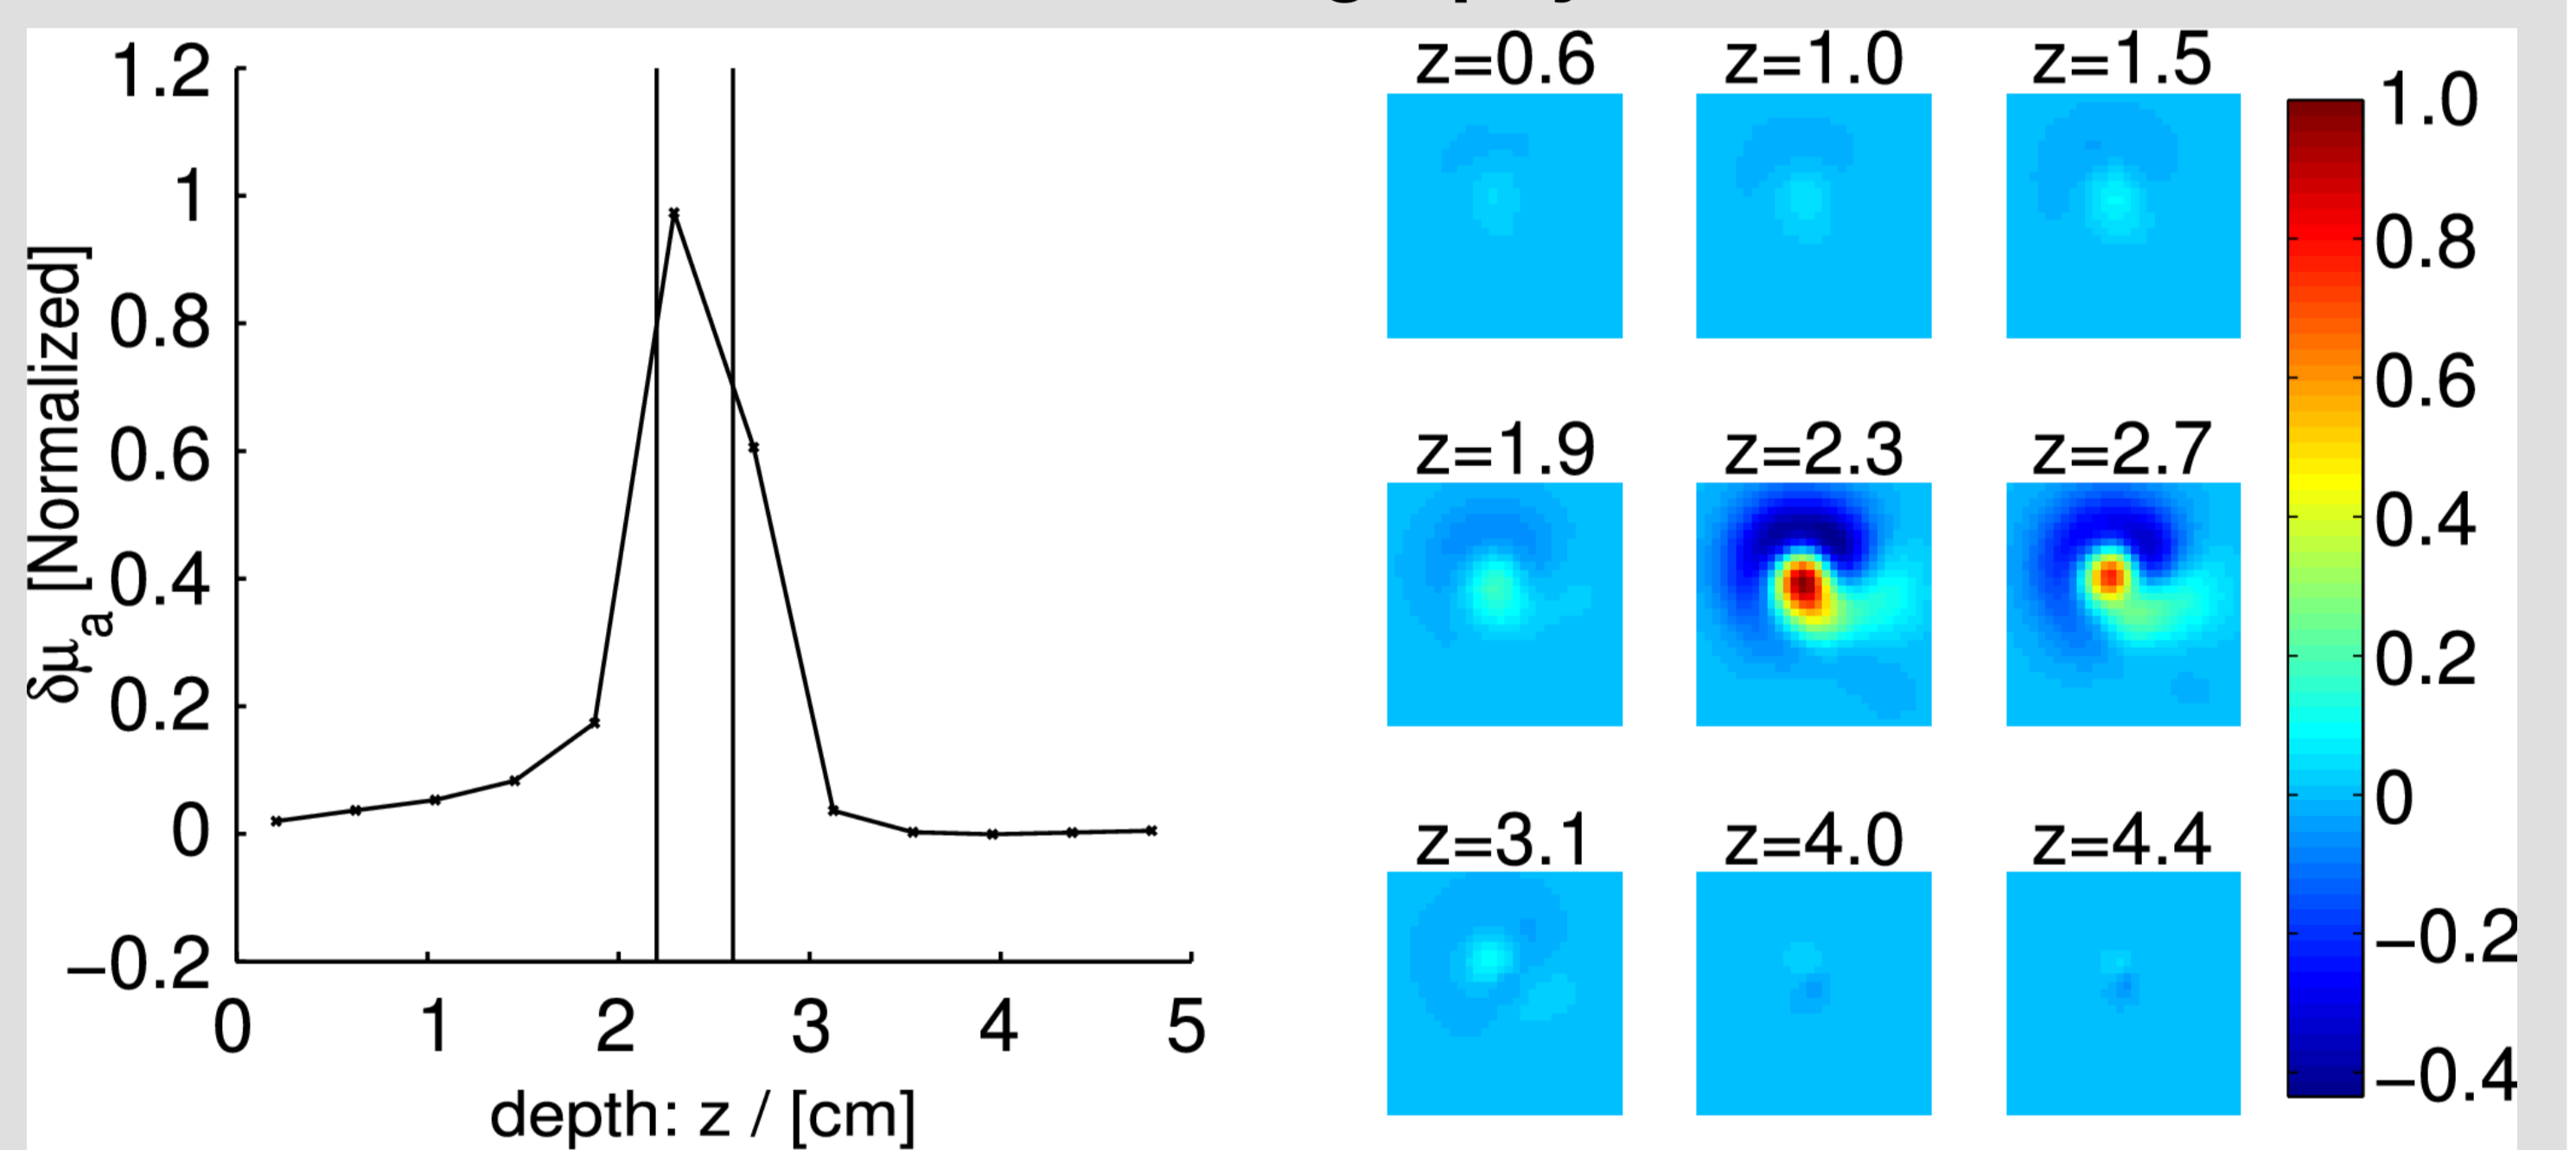 1.2
1
0.8
0.6
0.4
0.2
0
−0.2
δμa [Normalized]
0 1 2 3 4 5
depth: z / [cm]
z=0.6 z=1.0 z=1.5
z=1.9 z=2.3 z=2.7
z=3.1 z=4.0 z=4.4
1.0
0.8
0.6
0.4
0.2
0
−0.2
−0.4